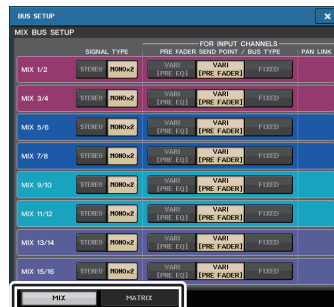 BUS SETUP ×
MIX BUS SETUP
FOR INPUT CHANNELS
SIGNAL TYPE PRE FADER SEND POINT / BUS TYPE PAN LINK
MIX 1/2 STEREO MONOx2 VARI [PRE EQ] VARI [PRE FADER] FIXED
MIX 3/4 STEREO MONOx2 VARI [PRE EQ] VARI [PRE FADER] FIXED
MIX 5/6 STEREO MONOx2 VARI [PRE EQ] VARI [PRE FADER] FIXED
MIX 7/8 STEREO MONOx2 VARI [PRE EQ] VARI [PRE FADER] FIXED
MIX 9/10 STEREO MONOx2 VARI [PRE EQ] VARI [PRE FADER] FIXED
MIX 11/12 STEREO MONOx2 VARI [PRE EQ] VARI [PRE FADER] FIXED
MIX 13/14 STEREO MONOx2 VARI [PRE EQ] VARI [PRE FADER] FIXED
MIX 15/16 STEREO MONOx2 VARI [PRE EQ] VARI [PRE FADER] FIXED
MIX MATRIX